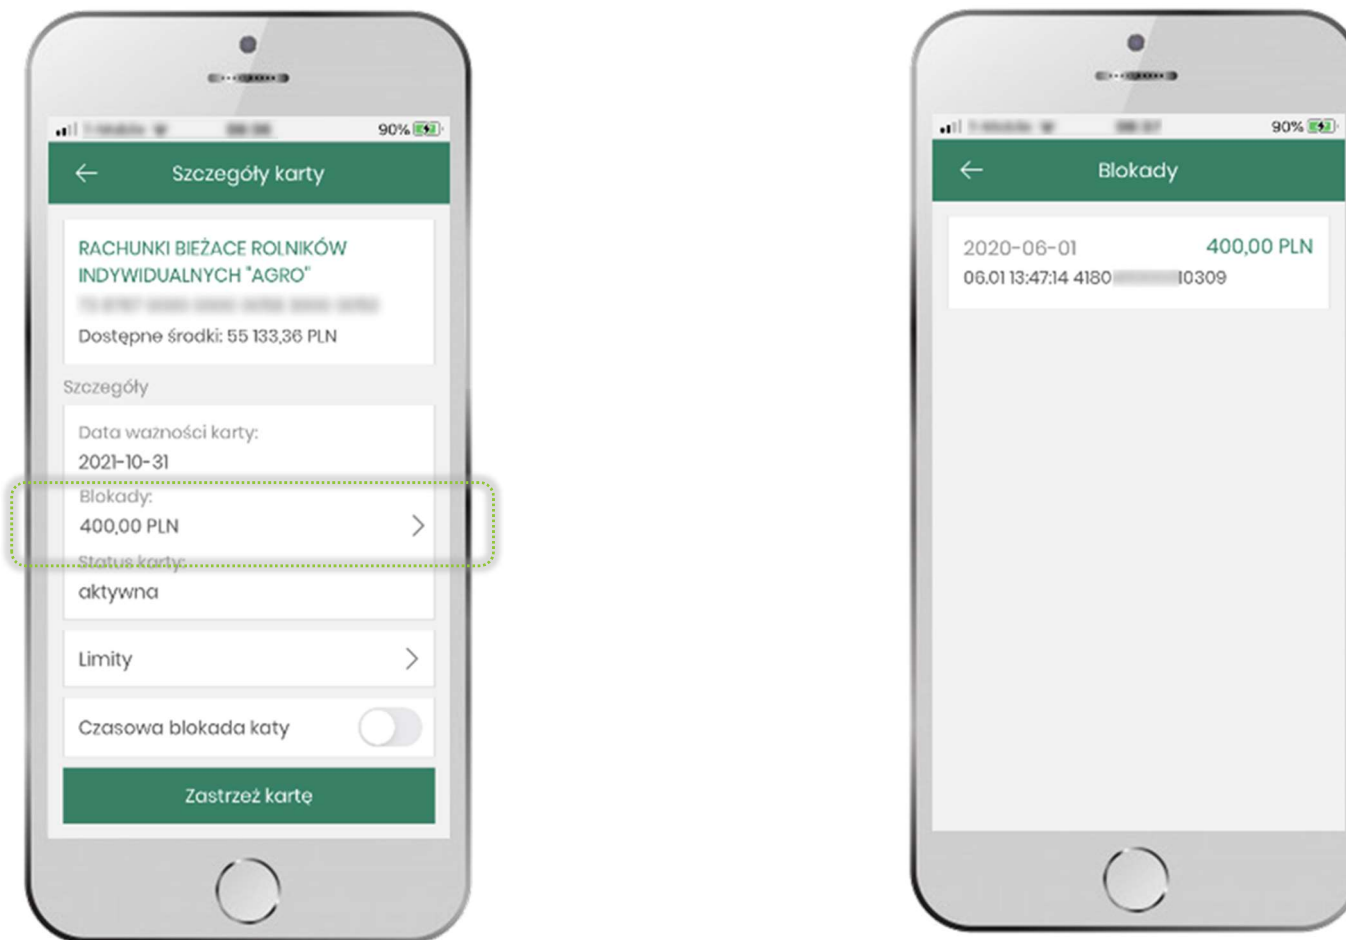 90%
Szczegóły karty
RACHUNKI BIEŻACE ROLNIKÓW
INDYWIDUALNYCH "AGRO"
Dostępne środki: 55 133,36 PLN
Szczegóły
Data ważności karty:
2021-10-31
Blokady:
400,00 PLN
Status karty:
aktywna
Limity
Czasowa blokada katy
Zastrzeż kartę
90%
Blokady
2020-06-01 400,00 PLN
06.01 13:47:14 4180 10309